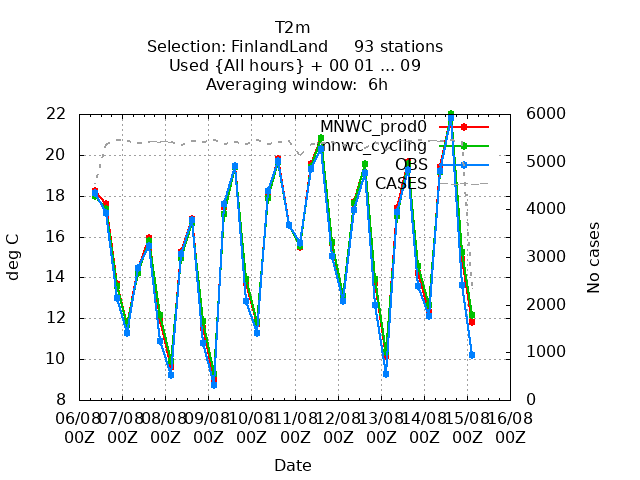 T2m
Selection: FinlandLand     93 stations
Used {All hours} + 00 01 ... 09
Averaging window:  6h
22
20
18
16
14
12
10
8
deg C
6000
5000
4000
3000
2000
1000
0
No cases
MNWC_prod0
mnwc_cycling
OBS
CASES
06/08 07/08 08/08 09/08 10/08 11/08 12/08 13/08 14/08 15/08 16/08
00Z 00Z 00Z 00Z 00Z 00Z 00Z 00Z 00Z 00Z 00Z
Date